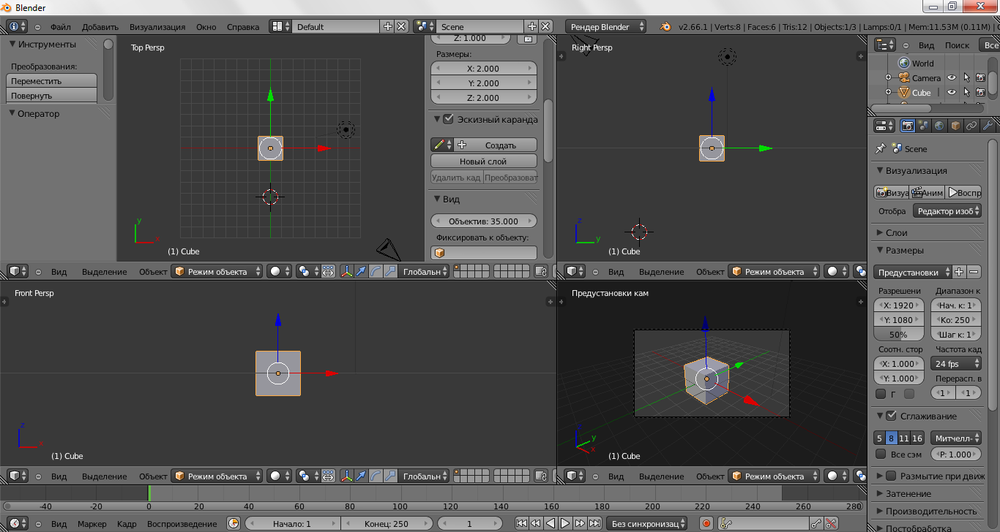 Blender
Файл Добавить Визуализация Окно Справка Default Scene Рендер Blender v2.66.1 | Verts:8 | Faces:6 | Tris:12 | Objects:1/3 | Lamps:0/1 | Mem:11.53M (0.11M) |
Инструменты
Преобразования:
Переместить
Повернуть
Оператор
Top Persp
y
x
(1) Cube
Z: 1.000
Размеры:
X: 2.000
Y: 2.000
Z: 2.000
Эскизный каранда
Создать
Новый слой
Удалить кад Преобразоват
Вид
Объектив: 35.000
Фиксировать к объекту:
Right Persp
z
y
(1) Cube
Вид Выделение Объект Режим объекта Глобальн
Вид Выделение Объект Режим объекта
Front Persp
z
x
(1) Cube
Предустановки кам
z
y
x
(1) Cube
Вид Выделение Объект Режим объекта Глобальн
Вид Выделение Объект Режим объекта
Вид Поиск Все
World
Camera
Cube
Scene
Визуализация
Визуа Аним Воспр
Отобра Редактор изоб
Слои
Размеры
Предустановки
Разрешени Диапазон к
X: 1920 Нач. к: 1
Y: 1080 Ко: 250
50% Шаг к: 1
Соотн. стор Частота кад
X: 1.000 24 fps
Y: 1.000 Перерасп. в
Г 1 1
Сглаживание
5 8 11 16 Митчелл-
Все сэм Р: 1.000
Размытие при движ
Затенение
Производительность
Постобработка
-40 -20 0 20 40 60 80 100 120 140 160 180 200 220 240 260 280
Вид Маркер Кадр Воспроизведение Начало: 1 Конец: 250 1 Без синхронизац